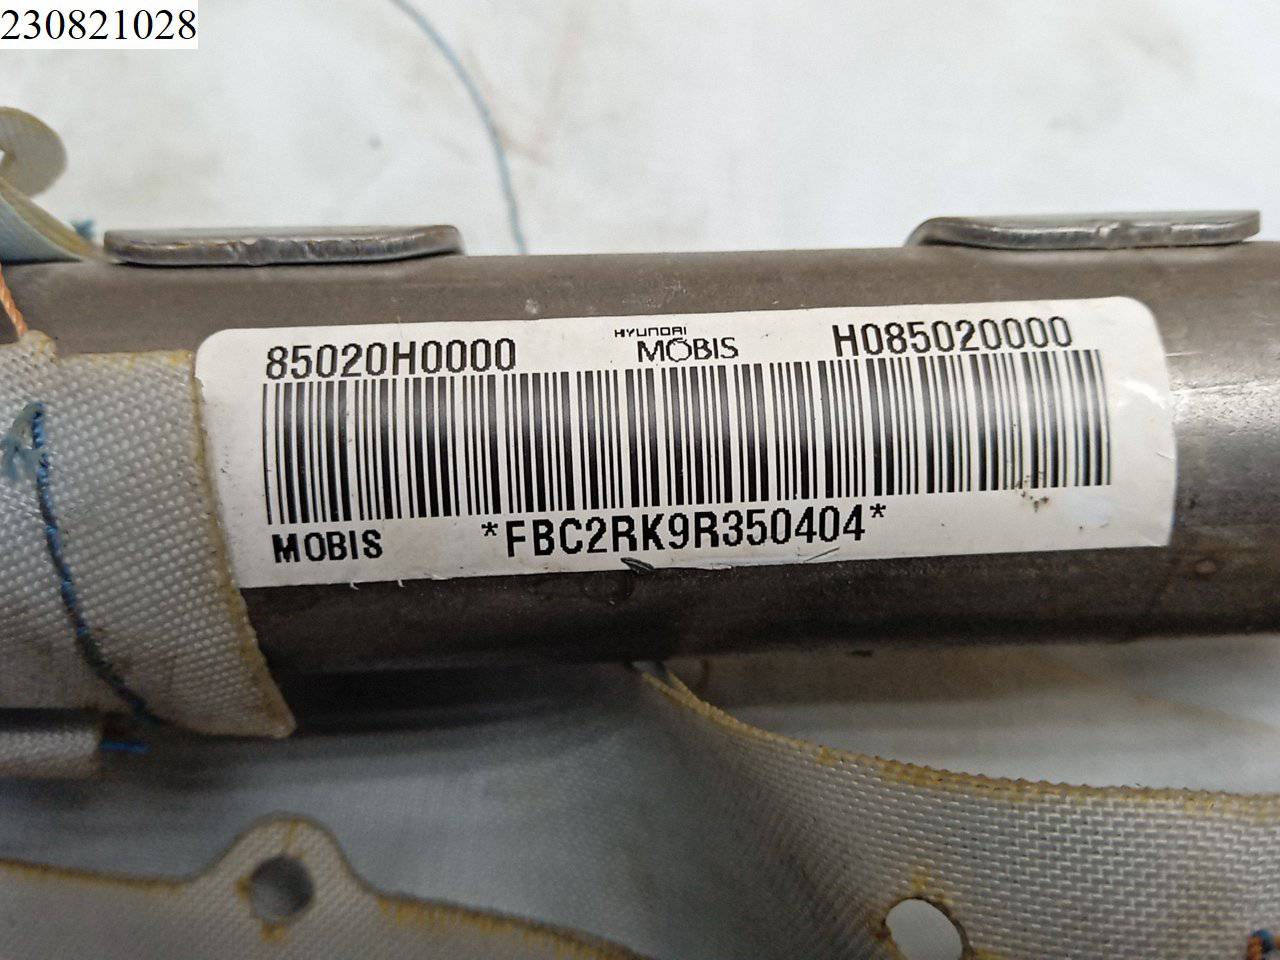 230821028
85020H0000
HYUNDAI
MOBIS
H085020000
MOBIS
*FBC2RK9R350404*